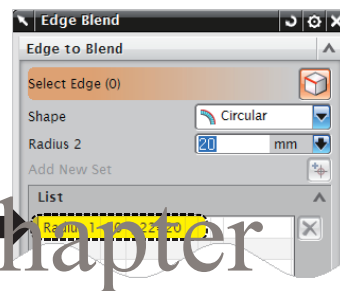 Edge Blend
Edge to Blend
Select Edge (0)
Shape Circular
Radius 2 20 mm
Add New Set
List
hapter